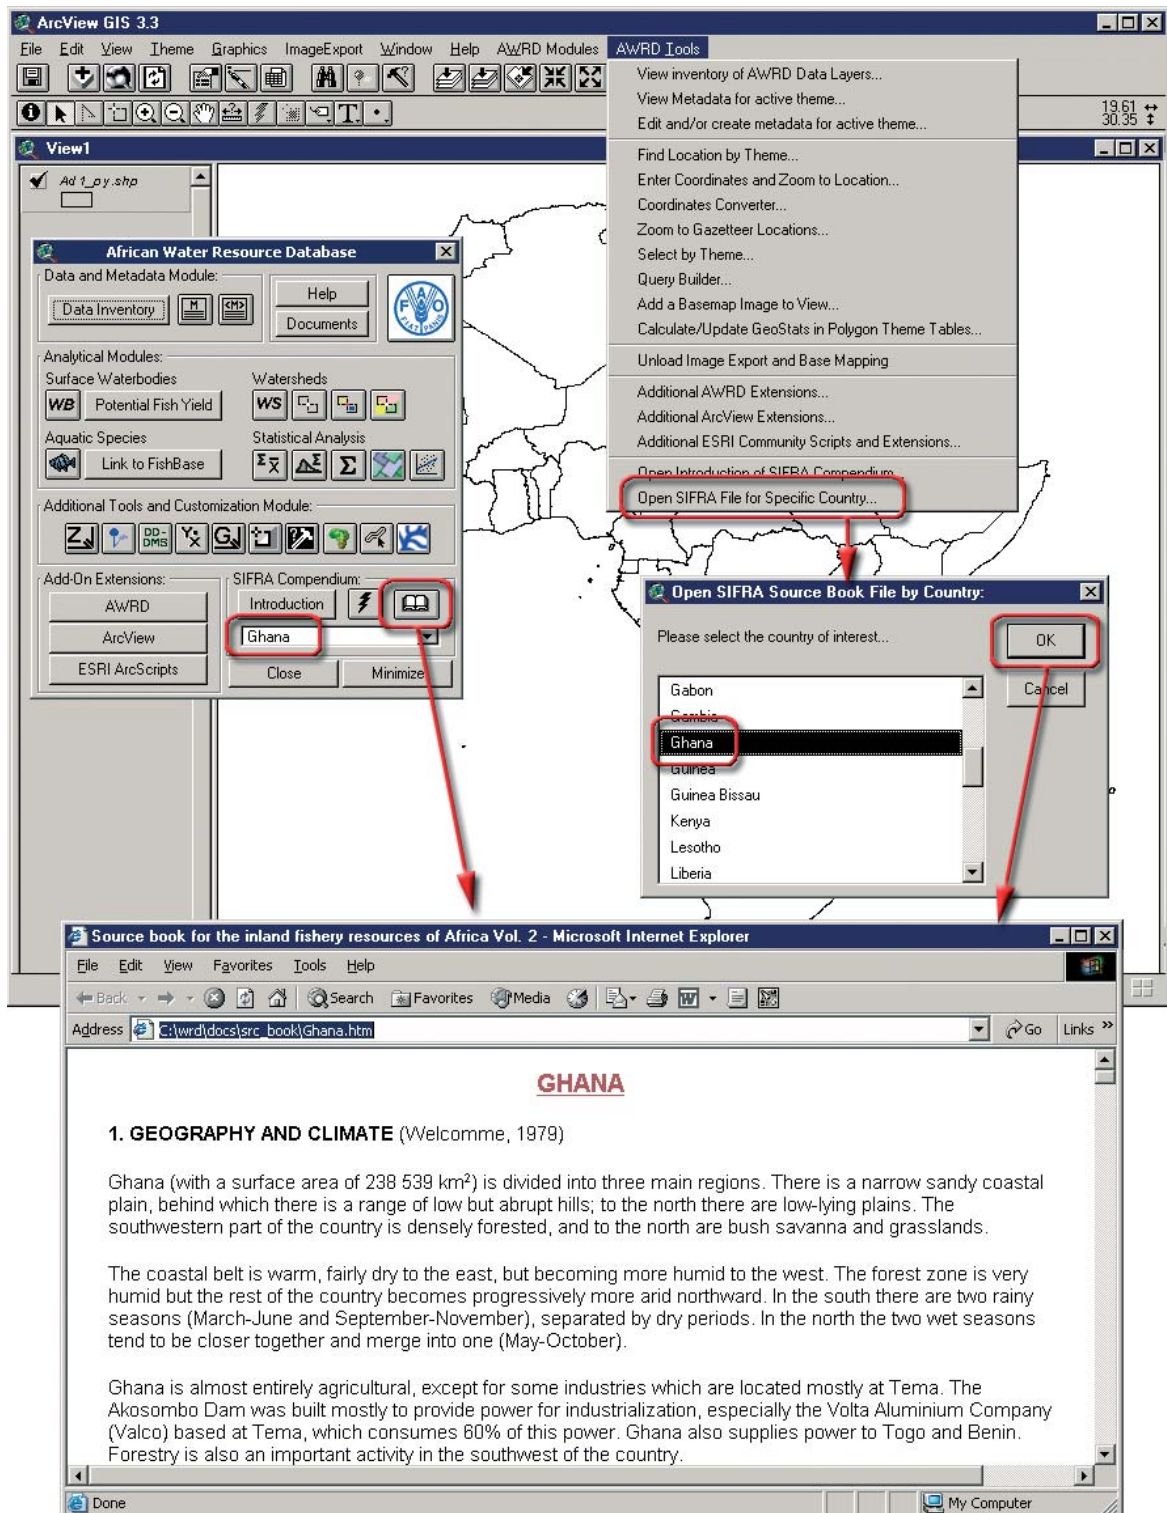 ArcView GIS 3.3
File Edit View Theme Graphics ImageExport Window Help AWRD Modules AWRD Tools
19.61
30.35
View inventory of AWRD Data Layers...
View Metadata for active theme...
Edit and/or create metadata for active theme...
Find Location by Theme...
Enter Coordinates and Zoom to Location...
Coordinates Converter...
Zoom to Gazetteer Locations...
Select by Theme...
Query Builder...
Add a Basemap Image to View...
Calculate/Update GeoStats in Polygon Theme Tables...
Unload Image Export and Base Mapping
Additional AWRD Extensions...
Additional ArcView Extensions...
Additional ESRI Community Scripts and Extensions...
Open Introduction of SIFRA Compendium...
Open SIFRA File for Specific Country...
View1
Ad 1_py.shp
African Water Resource Database
Data and Metadata Module:
Data Inventory M <M>
Help
Documents
FAO
FIAT PANIS
Analytical Modules:
Surface Waterbodies
WB Potential Fish Yield
Watersheds
WS
Aquatic Species
Link to FishBase
Statistical Analysis
Additional Tools and Customization Module:
Z DD-DMS Y:X G
Add-On Extensions:
AWRD
ArcView
ESRI ArcScripts
SIFRA Compendium:
Introduction
Ghana
Close Minimize
Open SIFRA Source Book File by Country:
Please select the country of interest...
OK
Cancel
Gabon
Gambia
Ghana
Guinea
Guinea Bissau
Kenya
Lesotho
Liberia
Source book for the inland fishery resources of Africa Vol. 2 - Microsoft Internet Explorer
File Edit View Favorites Tools Help
Back Search Favorites Media
Address C:\wrd\docs\src_book\Ghana.htm Go Links »
GHANA
1. GEOGRAPHY AND CLIMATE (Welcomme, 1979)
Ghana (with a surface area of 238 539 km²) is divided into three main regions. There is a narrow sandy coastal
plain, behind which there is a range of low but abrupt hills; to the north there are low-lying plains. The
southwestern part of the country is densely forested, and to the north are bush savanna and grasslands.
The coastal belt is warm, fairly dry to the east, but becoming more humid to the west. The forest zone is very
humid but the rest of the country becomes progressively more arid northward. In the south there are two rainy
seasons (March-June and September-November), separated by dry periods. In the north the two wet seasons
tend to be closer together and merge into one (May-October).
Ghana is almost entirely agricultural, except for some industries which are located mostly at Tema. The
Akosombo Dam was built mostly to provide power for industrialization, especially the Volta Aluminium Company
(Valco) based at Tema, which consumes 60% of this power. Ghana also supplies power to Togo and Benin.
Forestry is also an important activity in the southwest of the country.
Done My Computer